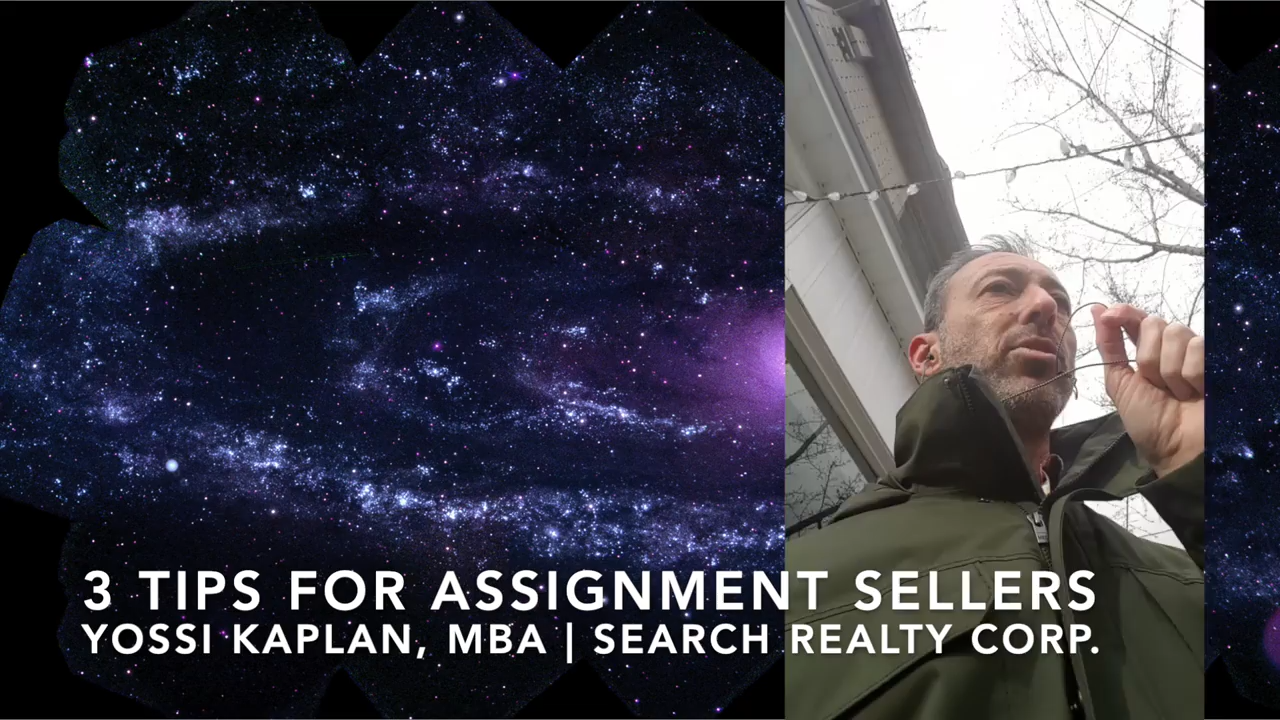 3 TIPS FOR ASSIGNMENT SELLERS
YOSSI KAPLAN, MBA | SEARCH REALTY CORP.